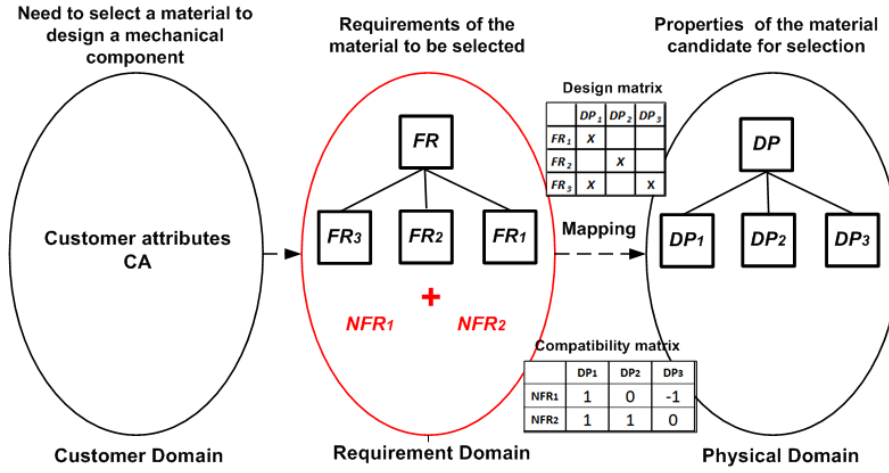 Need to select a material to
design a mechanical
component
Requirements of the
material to be selected
Properties of the material
candidate for selection
Design matrix
DP1 DP2 DP3
FR1 X
FR2 X
FR3 X X
FR
FR3 FR2 FR1
+
NFR1 NFR2
Customer attributes
CA
Mapping
DP
DP1 DP2 DP3
Compatibility matrix
DP1 DP2 DP3
NFR1 1 0 -1
NFR2 1 1 0
Customer Domain
Requirement Domain
Physical Domain